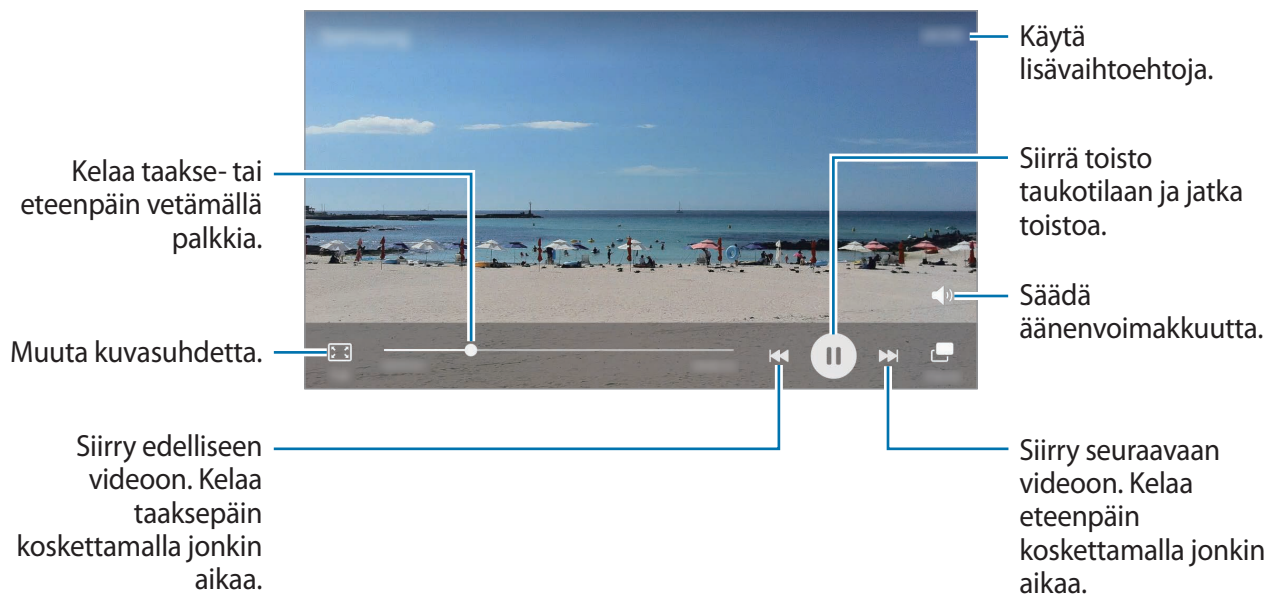 Käytä
lisävaihtoehtoja.
Kelaa taakse- tai
eteenpäin vetämällä
palkkia.
Siirrä toisto
taukotilaan ja jatka
toistoa.
Säädä
äänenvoimakkuutta.
Muuta kuvasuhdetta.
Siirry edelliseen
videoon. Kelaa
taaksepäin
koskettamalla jonkin
aikaa.
Siirry seuraavaan
videoon. Kelaa
eteenpäin
koskettamalla jonkin
aikaa.